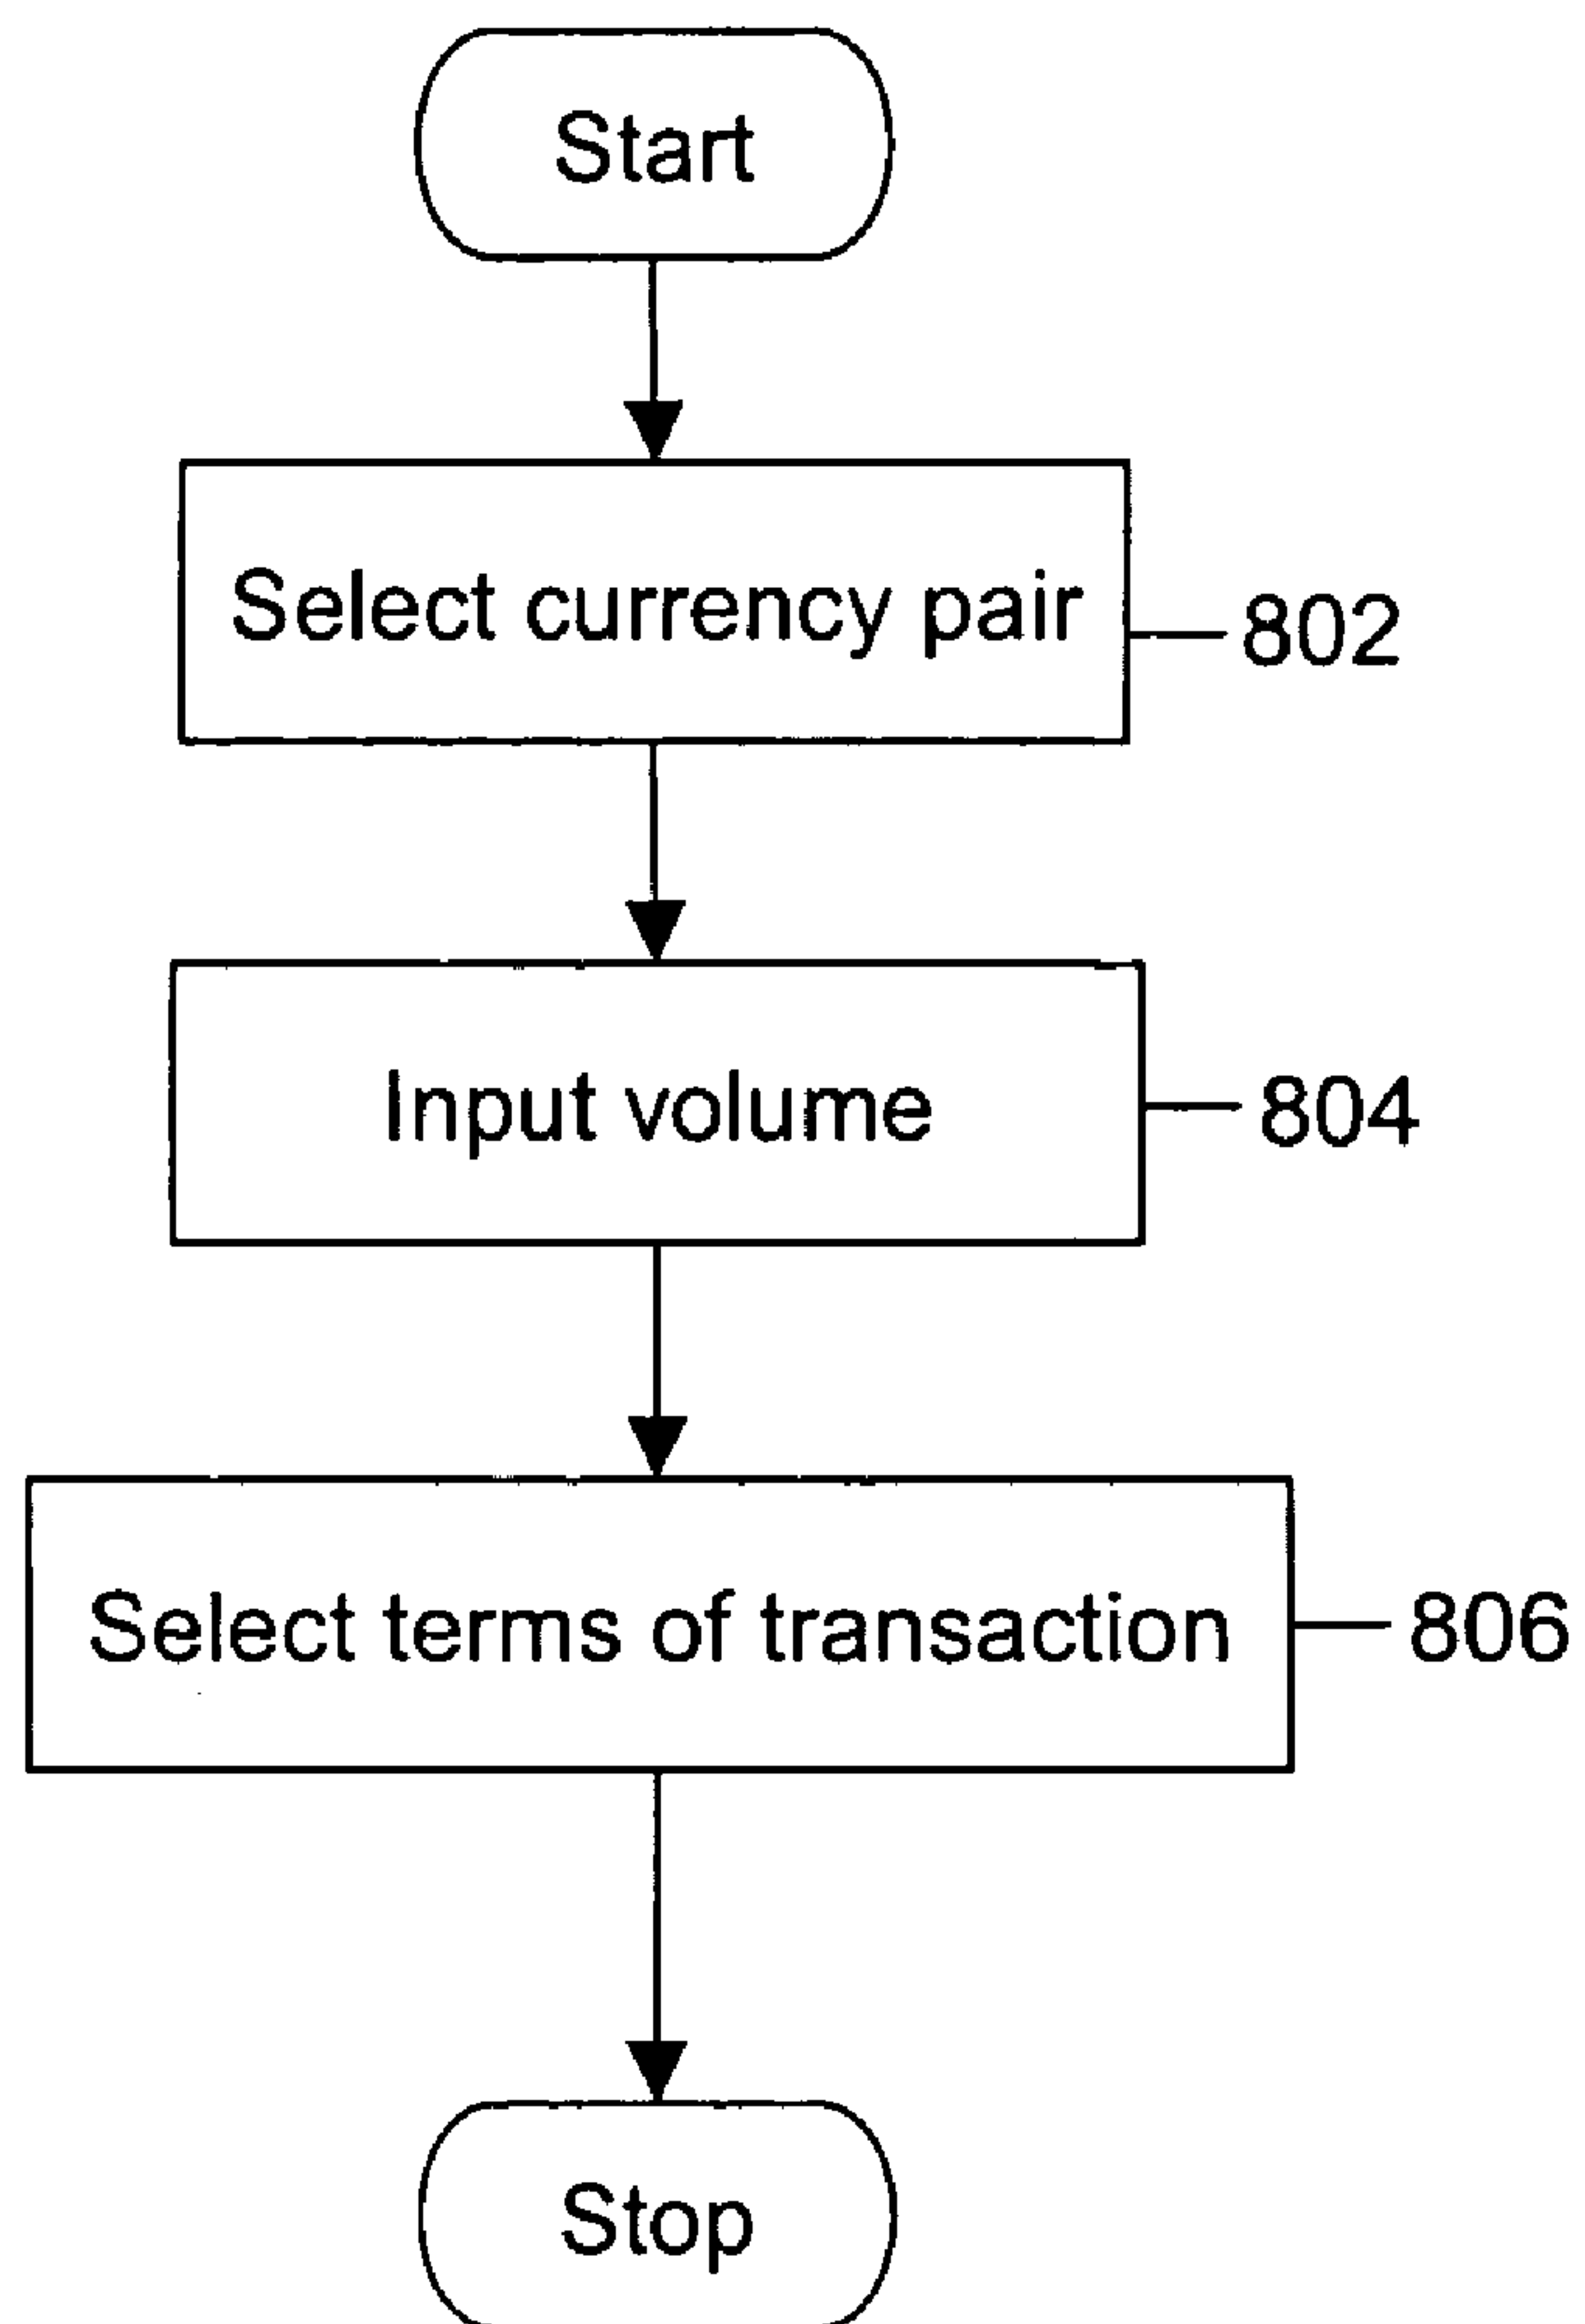 Start
Select currency pair
802
Input volume
804
Select terms of transaction
806
Stop